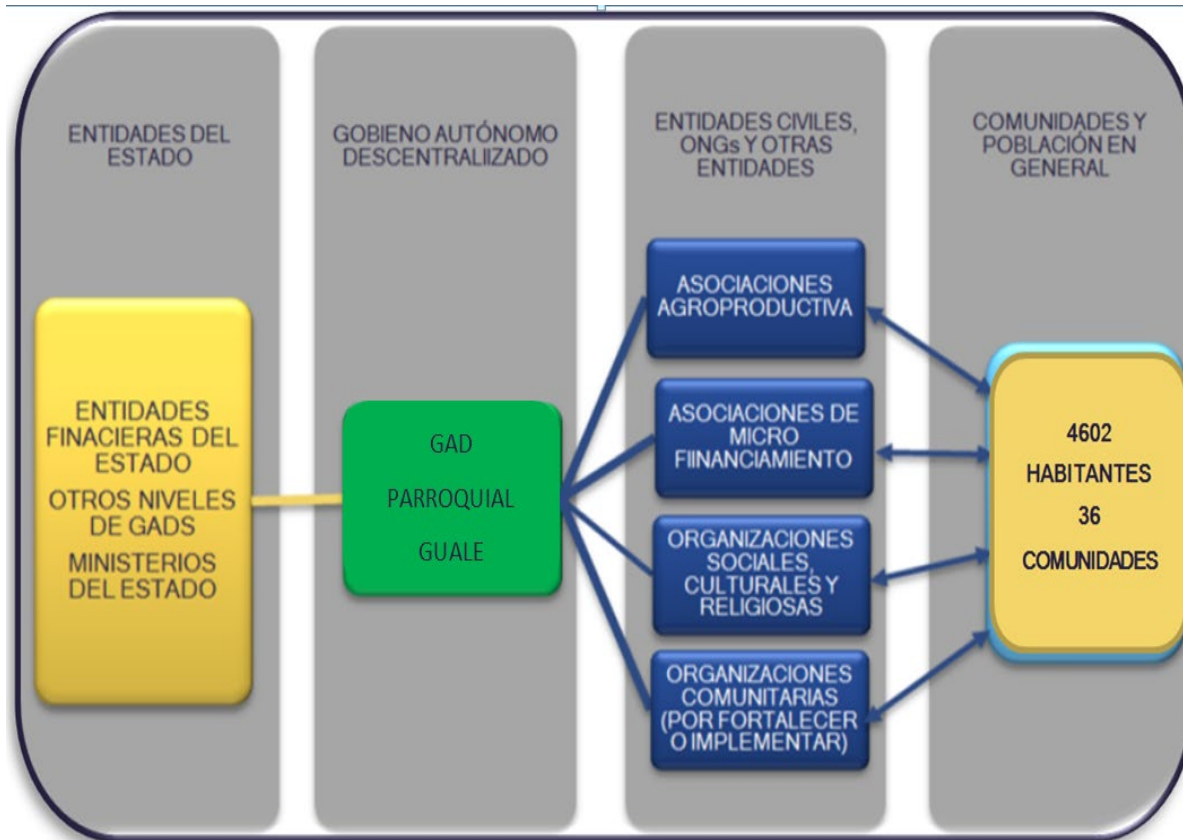 ENTIDADES DEL
ESTADO
GOBIENO AUTÓNOMO
DESCENTRALIIZADO
ENTIDADES CIVILES,
ONGs Y OTRAS
ENTIDADES
COMUNIDADES Y
POBLACIÓN EN
GENERAL
ENTIDADES
FINACIERAS DEL
ESTADO
OTROS NIVELES
DE GADS
MINISTERIOS
DEL ESTADO
GAD
PARROQUIAL
GUALE
ASOCIACIONES
AGROPRODUCTIVA
ASOCIACIONES DE
MICRO
FIINANCIAMIENTO
ORGANIZACIONES
SOCIALES,
CULTURALES Y
RELIGIOSAS
ORGANIZACIONES
COMUNITARIAS
(POR FORTALECER
O IMPLEMENTAR)
4602
HABITANTES
36
COMUNIDADES